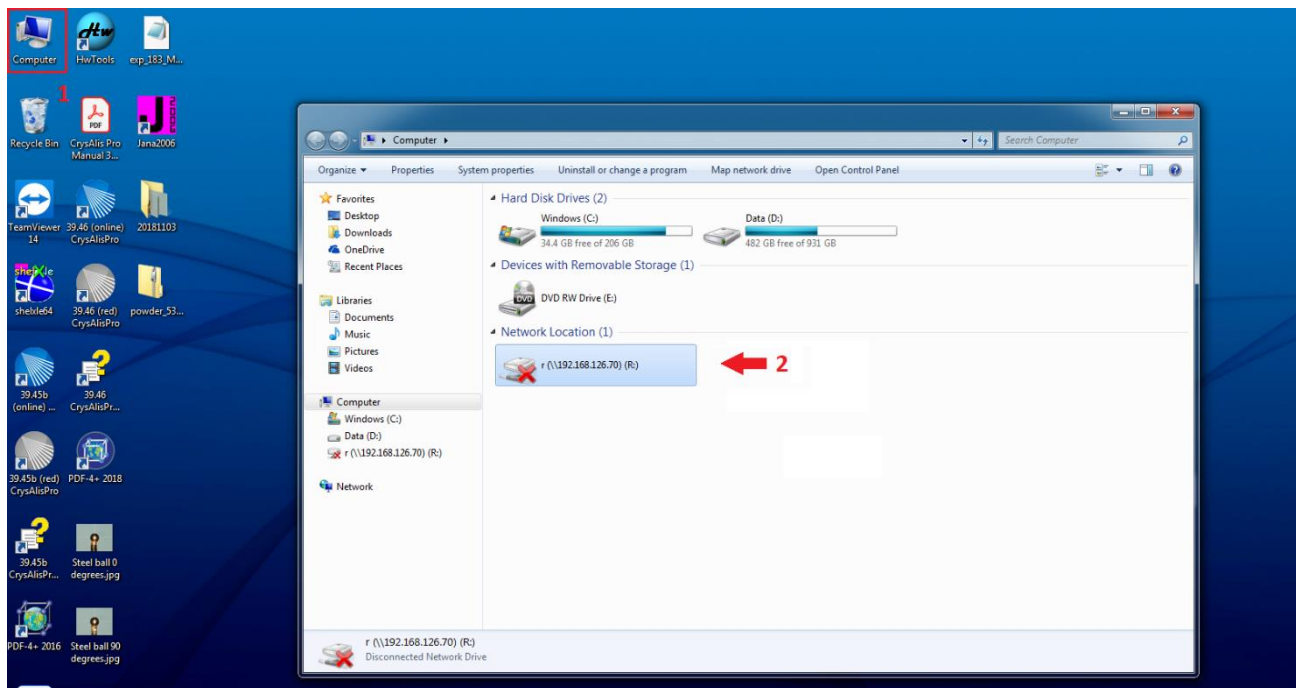 Computer
HwTools
exp_183_M...
1
Recycle Bin
CrysAlis Pro
Manual 3...
Jana2006
TeamViewer
14
39.46 (online)
CrysAlisPro
20181103
shelxle64
39.46 (red)
CrysAlisPro
powder_53...
39.45b
(online) ...
39.46
CrysAlisPr...
39.45b (red)
CrysAlisPro
PDF-4+ 2018
39.45b
CrysAlisPr...
Steel ball 0
degrees.jpg
PDF-4+ 2016
Steel ball 90
degrees.jpg
Computer
Search Computer
Organize
Properties
System properties
Uninstall or change a program
Map network drive
Open Control Panel
Favorites
Desktop
Downloads
OneDrive
Recent Places
Libraries
Documents
Music
Pictures
Videos
Computer
Windows (C:)
Data (D:)
r (\\192.168.126.70) (R:)
Network
Hard Disk Drives (2)
Windows (C:)
34.4 GB free of 206 GB
Data (D:)
482 GB free of 931 GB
Devices with Removable Storage (1)
DVD
DVD RW Drive (E:)
Network Location (1)
r (\\192.168.126.70) (R:)
2
r (\\192.168.126.70) (R:)
Disconnected Network Drive